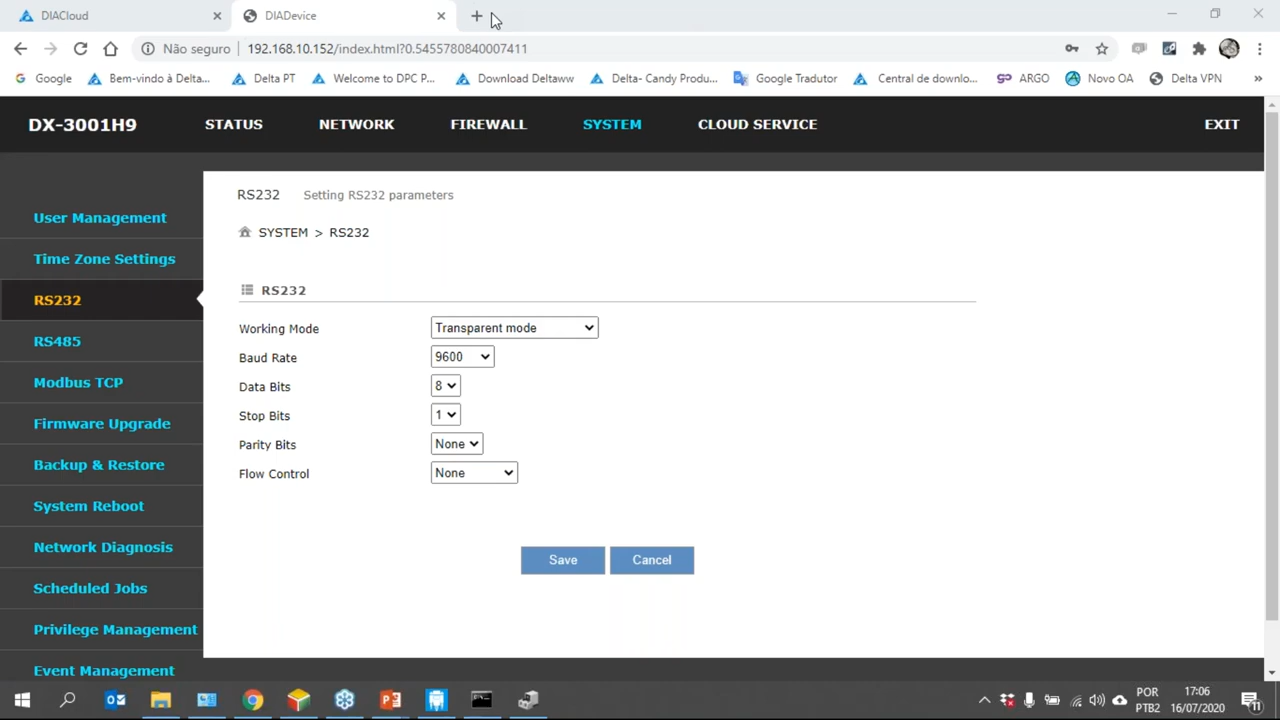 DIACloud
DIADevice
Não seguro
192.168.10.152/index.html?0.5455780840007411
Google
Bem-vindo à Delta...
Delta PT
Welcome to DPC P...
Download Deltaww
Delta- Candy Produ...
Google Tradutor
Central de downlo...
ARGO
Novo OA
Delta VPN
DX-3001H9
STATUS
NETWORK
FIREWALL
SYSTEM
CLOUD SERVICE
EXIT
User Management
Time Zone Settings
RS232
RS485
Modbus TCP
Firmware Upgrade
Backup & Restore
System Reboot
Network Diagnosis
Scheduled Jobs
Privilege Management
Event Management
RS232 Setting RS232 parameters
SYSTEM > RS232
RS232
Working Mode Transparent mode
Baud Rate 9600
Data Bits 8
Stop Bits 1
Parity Bits None
Flow Control None
Save Cancel
POR
PTB2
17:06
16/07/2020
11